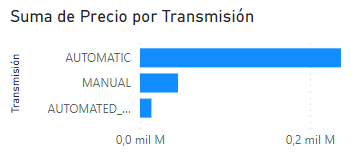 Suma de Precio por Transmisión
Transmisión
AUTOMATIC
MANUAL
AUTOMATED_...
0,0 mil M
0,2 mil M